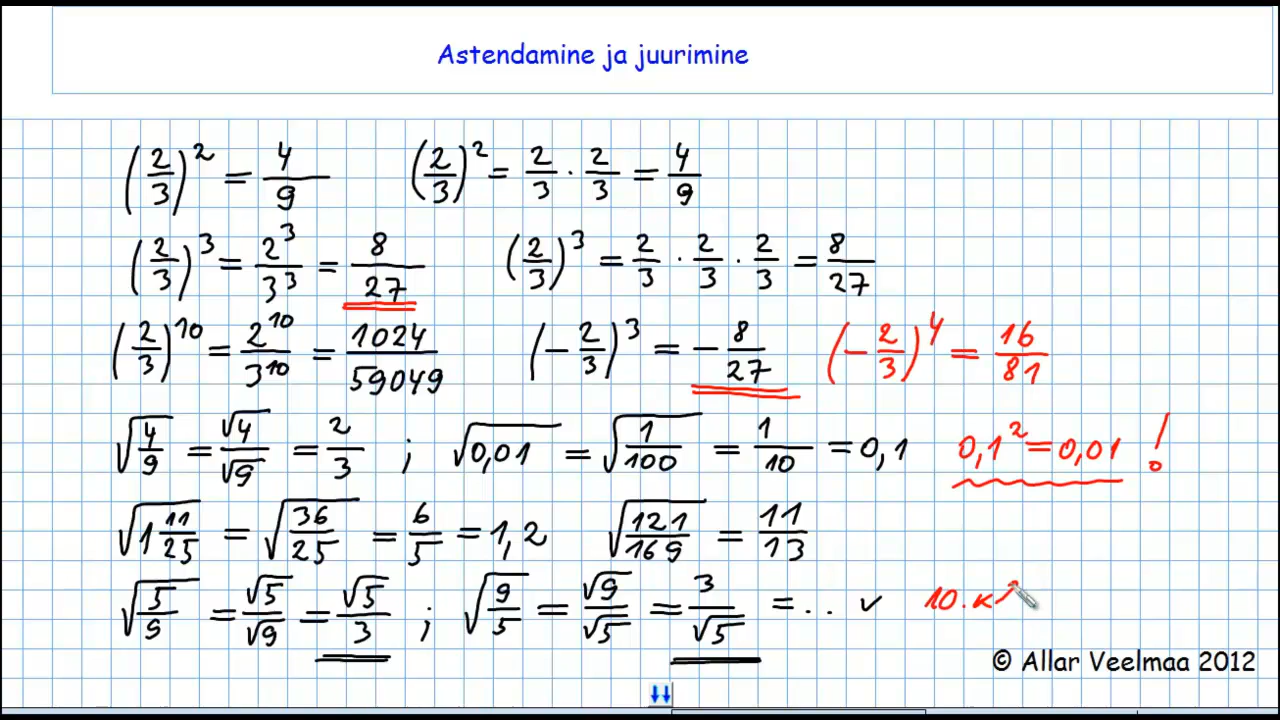 Astendamine ja juurimine
(2/3)² = 4/9   (2/3)² = 2/3 · 2/3 = 4/9
(2/3)³ = 2³/3³ = 8/27   (2/3)³ = 2/3 · 2/3 · 2/3 = 8/27
(2/3)¹⁰ = 2¹⁰/3¹⁰ = 1024/59049   (-2/3)³ = -8/27   (-2/3)⁴ = 16/81
√(4/9) = √4/√9 = 2/3 ; √0,01 = √(1/100) = 1/10 = 0,1   0,1² = 0,01 !
√(1 11/25) = √(36/25) = 6/5 = 1,2   √(121/169) = 11/13
√(5/9) = √5/√9 = √5/3 ; √(9/5) = √9/√5 = 3/√5 = ... ✓ 10. k
© Allar Veelmaa 2012